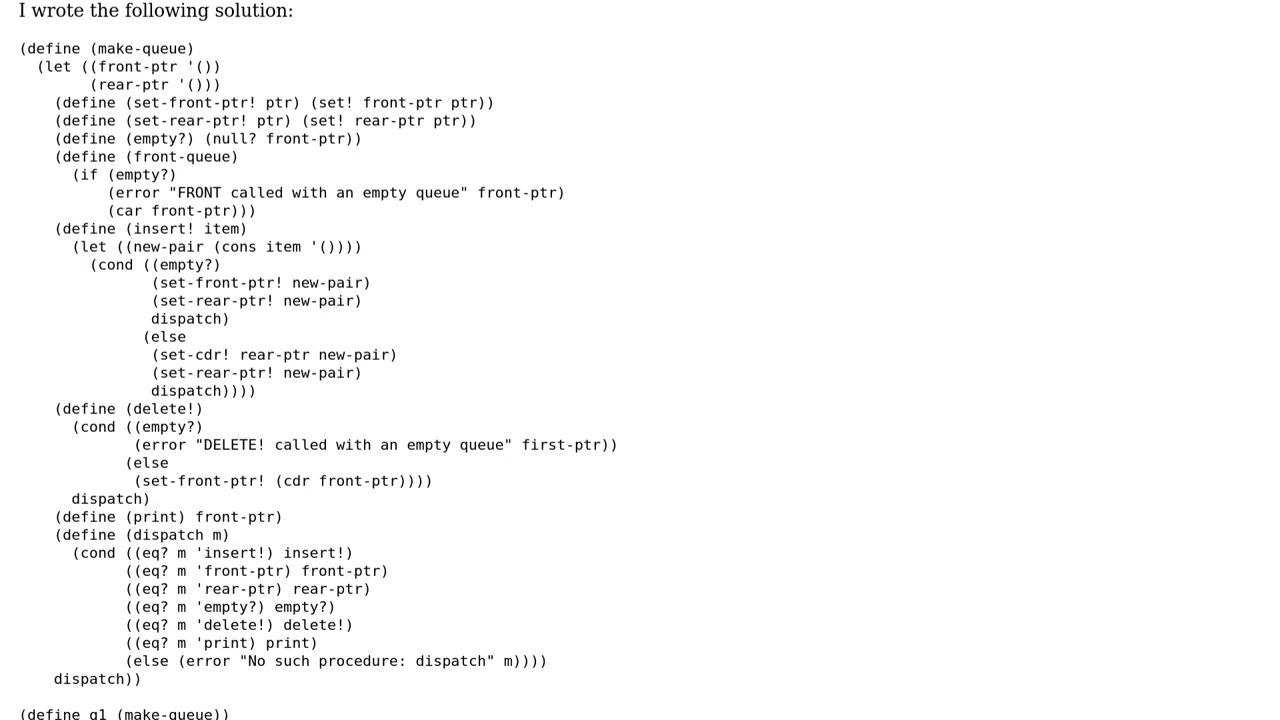 I wrote the following solution:
(define (make-queue)
  (let ((front-ptr '())
        (rear-ptr '()))
    (define (set-front-ptr! ptr) (set! front-ptr ptr))
    (define (set-rear-ptr! ptr) (set! rear-ptr ptr))
    (define (empty?) (null? front-ptr))
    (define (front-queue)
      (if (empty?)
          (error "FRONT called with an empty queue" front-ptr)
          (car front-ptr)))
    (define (insert! item)
      (let ((new-pair (cons item '())))
        (cond ((empty?)
               (set-front-ptr! new-pair)
               (set-rear-ptr! new-pair)
               dispatch)
              (else
               (set-cdr! rear-ptr new-pair)
               (set-rear-ptr! new-pair)
               dispatch))))
    (define (delete!)
      (cond ((empty?)
             (error "DELETE! called with an empty queue" first-ptr))
            (else
             (set-front-ptr! (cdr front-ptr))))
      dispatch)
    (define (print) front-ptr)
    (define (dispatch m)
      (cond ((eq? m 'insert!) insert!)
            ((eq? m 'front-ptr) front-ptr)
            ((eq? m 'rear-ptr) rear-ptr)
            ((eq? m 'empty?) empty?)
            ((eq? m 'delete!) delete!)
            ((eq? m 'print) print)
            (else (error "No such procedure: dispatch" m))))
    dispatch))
(define q1 (make-queue))